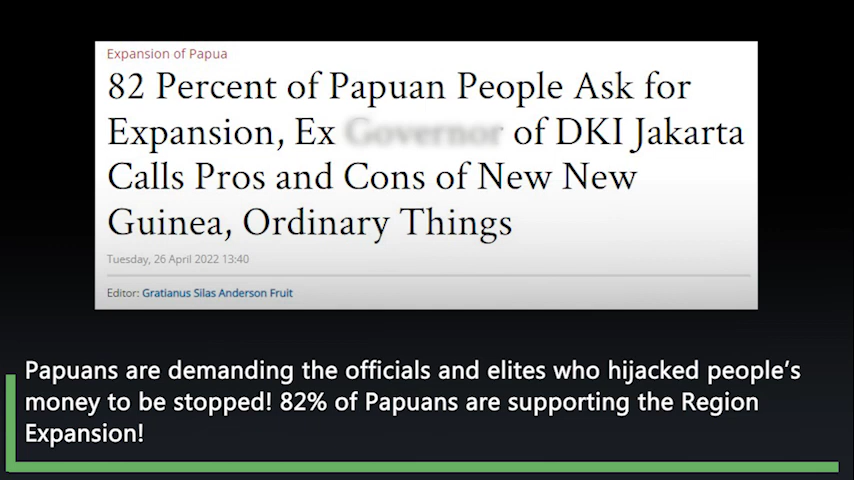 Expansion of Papua
82 Percent of Papuan People Ask for
Expansion, Ex Governor of DKI Jakarta
Calls Pros and Cons of New New
Guinea, Ordinary Things
Tuesday, 26 April 2022 13:40
Editor: Gratianus Silas Anderson Fruit
Papuans are demanding the officials and elites who hijacked people's
money to be stopped! 82% of Papuans are supporting the Region
Expansion!